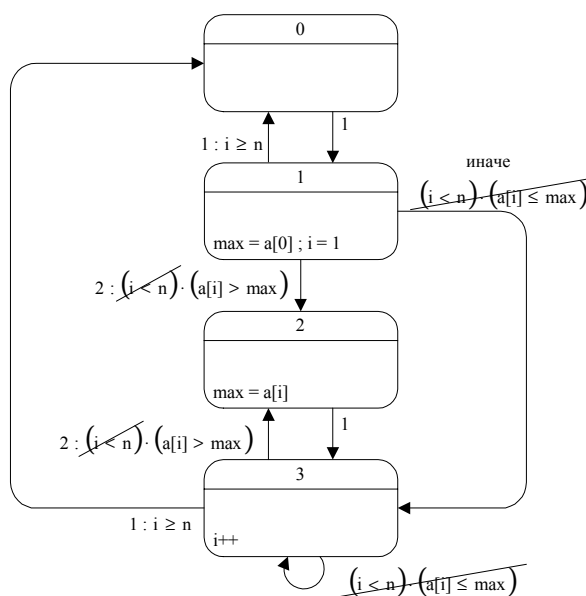 0
1
1 : i ≥ n
иначе
1
(i < n) · (a[i] ≤ max)
max = a[0] ; i = 1
2 : (i < n) · (a[i] > max)
2
max = a[i]
1
2 : (i < n) · (a[i] > max)
3
1 : i ≥ n
i++
(i < n) · (a[i] ≤ max)